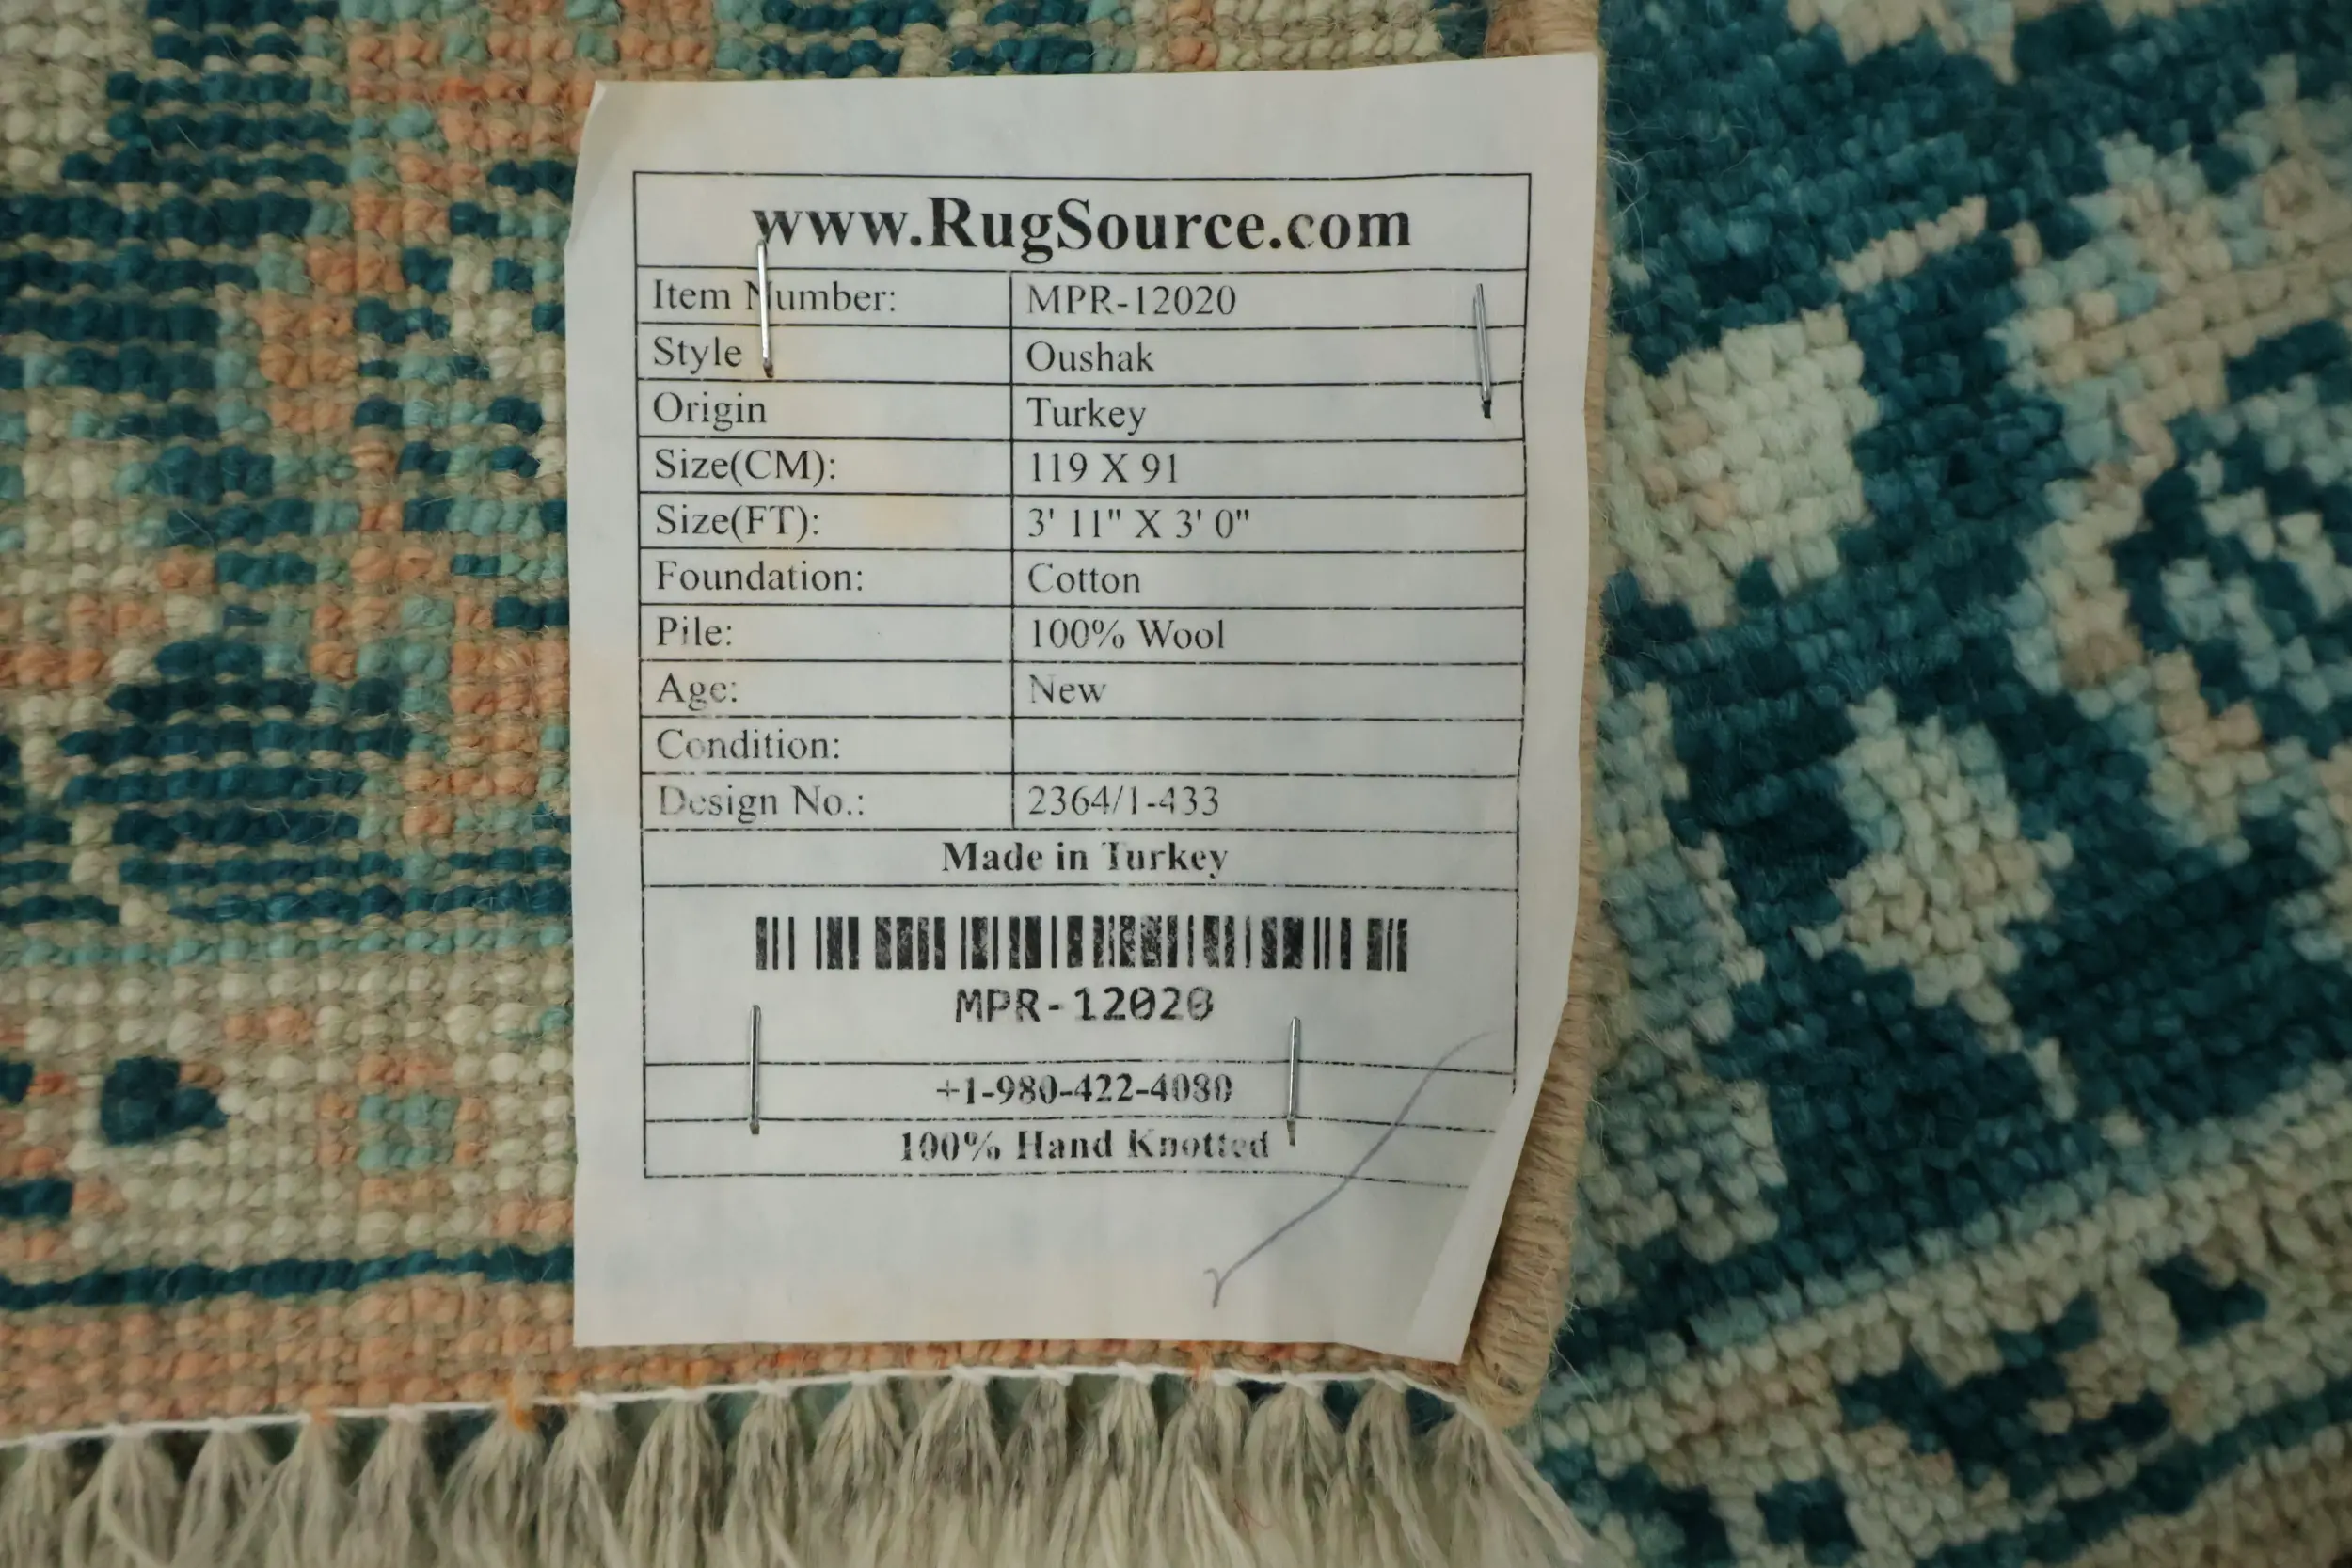 www.RugSource.com
Item Number: MPR-12020
Style Oushak
Origin Turkey
Size(CM): 119 X 91
Size(FT): 3' 11" X 3' 0"
Foundation: Cotton
Pile: 100% Wool
Age: New
Condition:
Design No.: 2364/1-433
Made in Turkey
MPR-12020
+1-980-422-4080
100% Hand Knotted